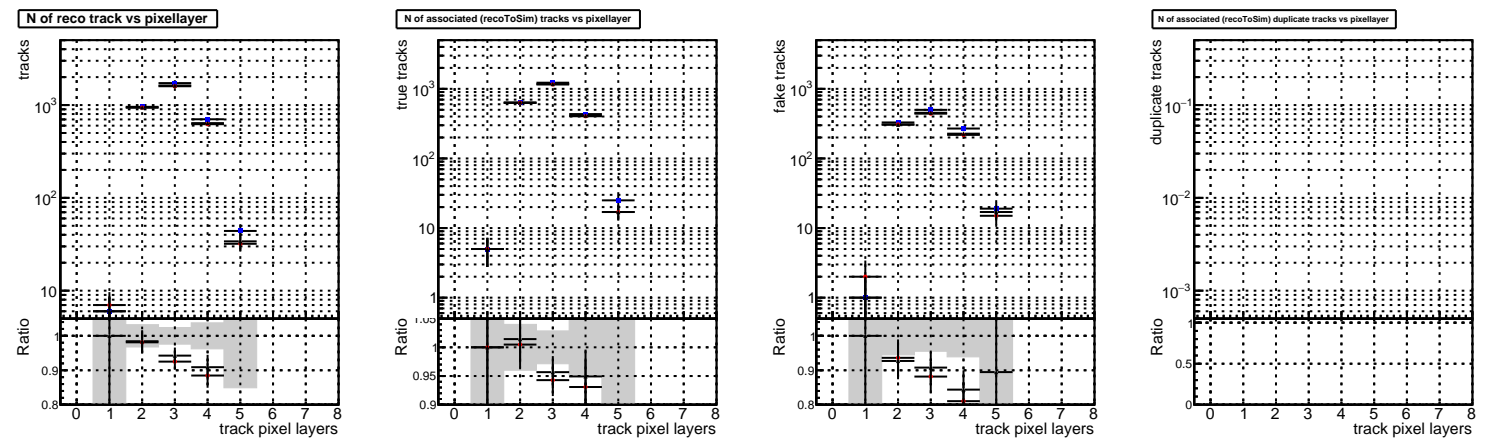 N of reco track vs pixellayer
tracks
10³
10²
10
Ratio
1
0.9
0.8
0 1 2 3 4 5 6 7 8
track pixel layers
N of associated (recoToSim) tracks vs pixellayer
true tracks
10³
10²
10
1
Ratio
1.05
1
0.95
0.9
0 1 2 3 4 5 6 7 8
track pixel layers
fake tracks
10³
10²
10
1
Ratio
1
0.9
0.8
0 1 2 3 4 5 6 7 8
track pixel layers
N of associated (recoToSim) duplicate tracks vs pixellayer
duplicate tracks
10⁻¹
10⁻²
10⁻³
Ratio
1
0.5
0
0 1 2 3 4 5 6 7 8
track pixel layers